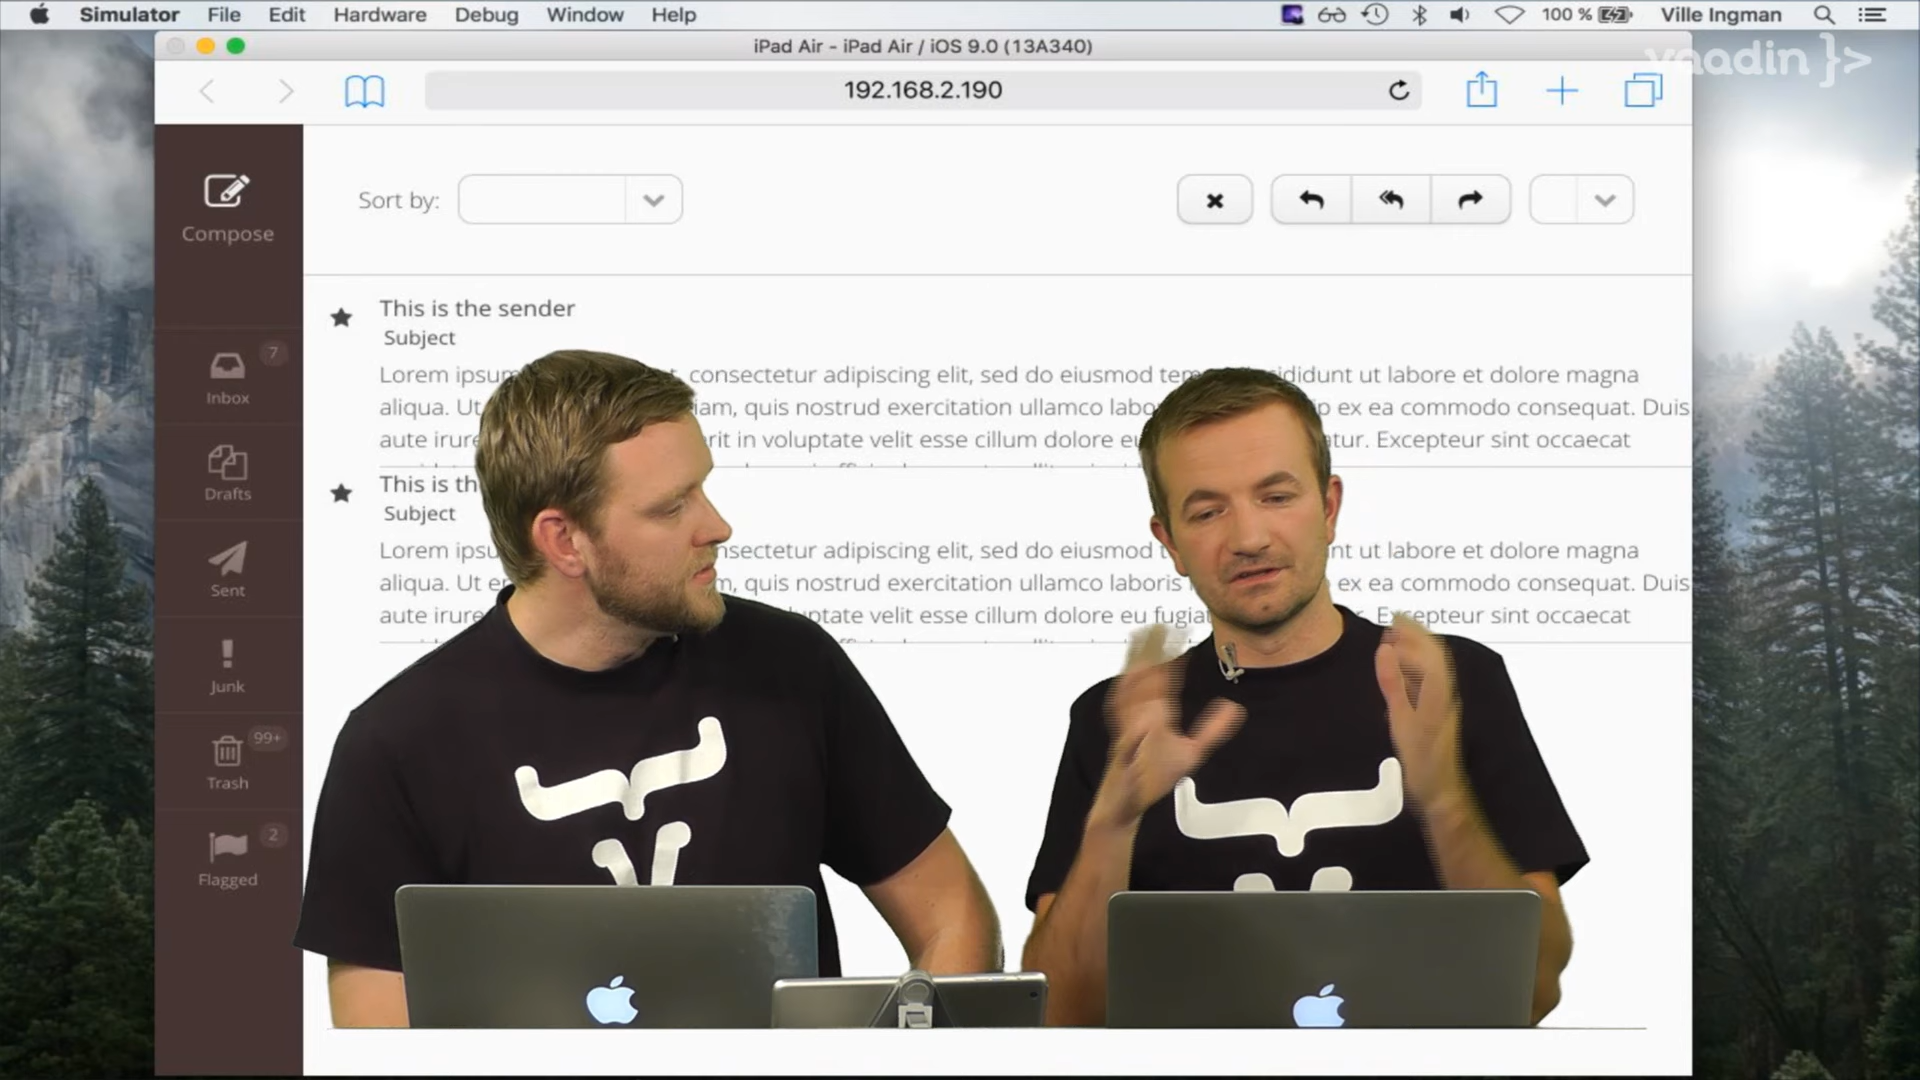 Simulator File Edit Hardware Debug Window Help 100 % Ville Ingman
iPad Air - iPad Air / iOS 9.0 (13A340)
vaadin }>
192.168.2.190
Compose
Sort by:
This is the sender
Subject
Lorem ipsum consectetur adipiscing elit, sed do eiusmod ut labore et dolore magna
aliqua. Ut quis nostrud exercitation ullamco ex ea commodo consequat. Duis
aute irure in voluptate velit esse cillum dolore eu Excepteur sint occaecat
This is
Subject
Lorem adipiscing elit, sed do eiusmod ut labore et dolore magna
aliqua. Ut quis nostrud exercitation ullamco laboris ex ea commodo consequat. Duis
aute irure velit esse cillum dolore eu Excepteur sint occaecat
7
Inbox
Drafts
Sent
Junk
99+
Trash
2
Flagged